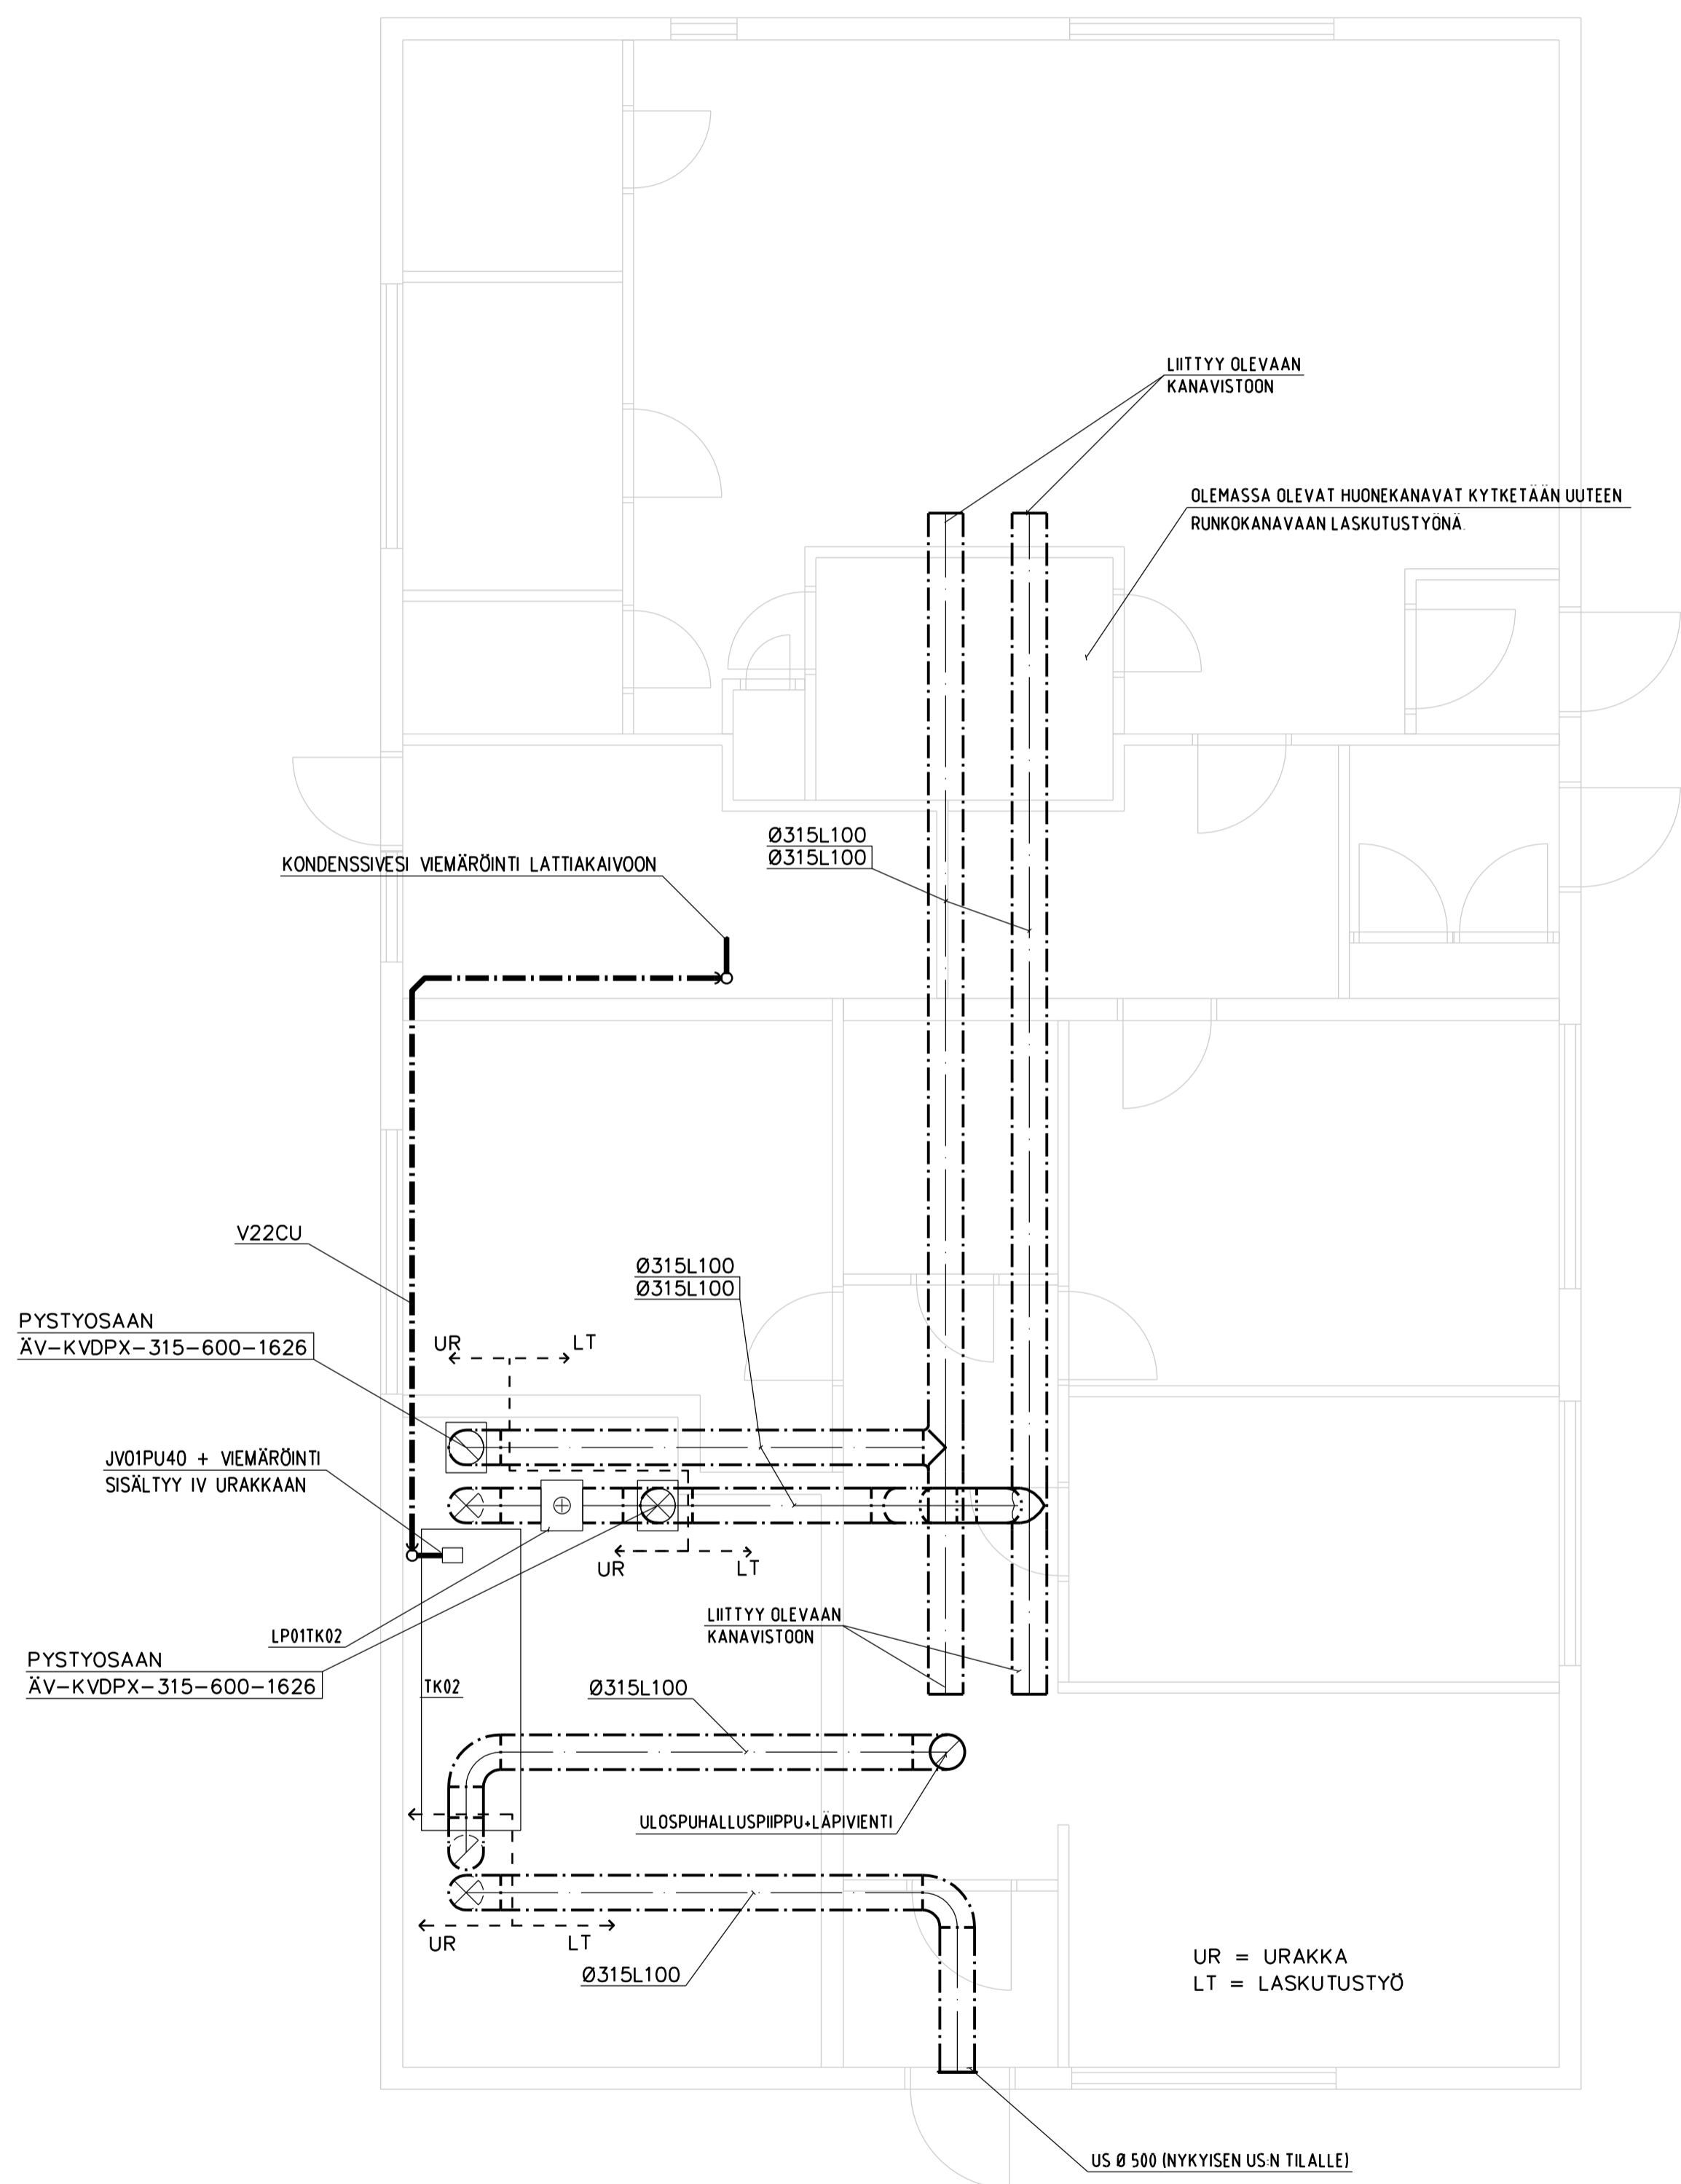 LIITTYY OLEVAAN
KANAVISTOON
OLEMASSA OLEVAT HUONEKANAVAT KYTKETÄÄN UUTEEN
RUNKOKANAVAAN LASKUTUSTYÖNÄ.
Ø315L100
Ø315L100
KONDENSSIVESI VIEMÄRÖINTI LATTIAKAIVOON
V22CU
Ø315L100
Ø315L100
PYSTYOSAAN
ÄV-KVDPX-315-600-1626
UR
LT
JV01PU40 + VIEMÄRÖINTI
SISÄLTYY IV URAKKAAN
UR
LT
LIITTYY OLEVAAN
KANAVISTOON
LP01TK02
PYSTYOSAAN
ÄV-KVDPX-315-600-1626
TK02
Ø315L100
ULOSPUHALLUSPIIPPU+LÄPIVIENTI
UR
LT
Ø315L100
UR = URAKKA
LT = LASKUTUSTYÖ
US Ø 500 (NYKYISEN US:N TILALLE)